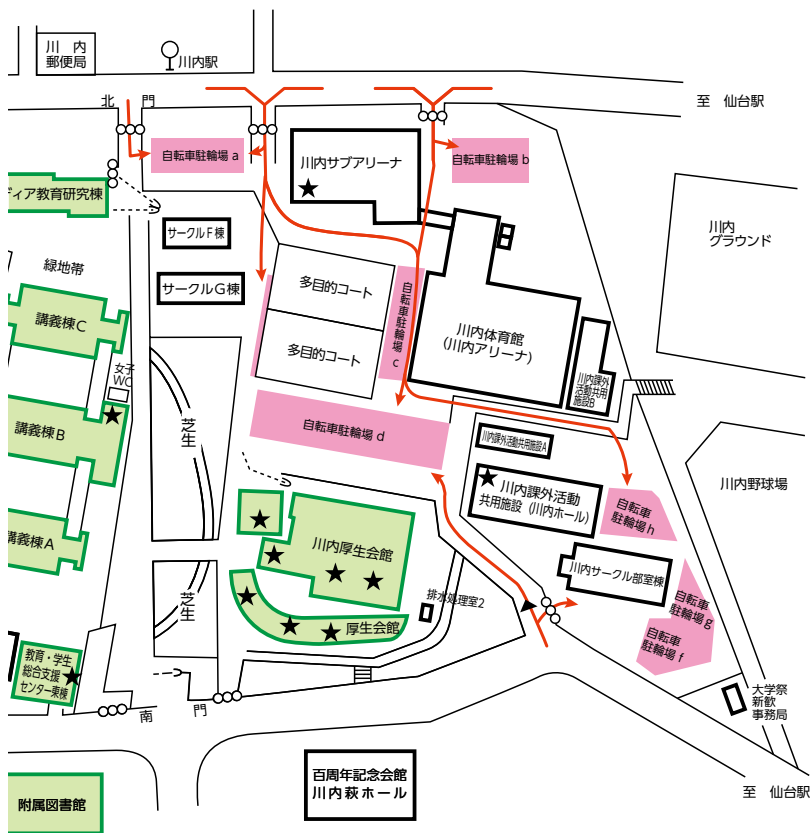 川 内
郵便局
川内駅
至 仙台駅
北 門
自転車駐輪場 a
川内サブアリーナ
自転車駐輪場 b
ディア教育研究棟
サークルF棟
川内
グラウンド
緑地帯
サークルG棟
多目的コート
自転車駐輪場 c
講義棟C
川内体育館
(川内アリーナ)
多目的コート
女子
WC
川内課外
活動共用
施設B
芝生
自転車駐輪場 d
講義棟B
川内課外活動共用施設A
川内課外活動
共用施設（川内ホール）
川内野球場
自転車
駐輪場 h
講義棟A
川内厚生会館
川内サークル部室棟
排水処理室2
自転車
駐輪場 g
芝生
厚生会館
自転車
駐輪場 f
教育・学生
総合支援
センター東棟
大学祭
新歓
事務局
南 門
百周年記念会館
川内萩ホール
至 仙台駅
附属図書館